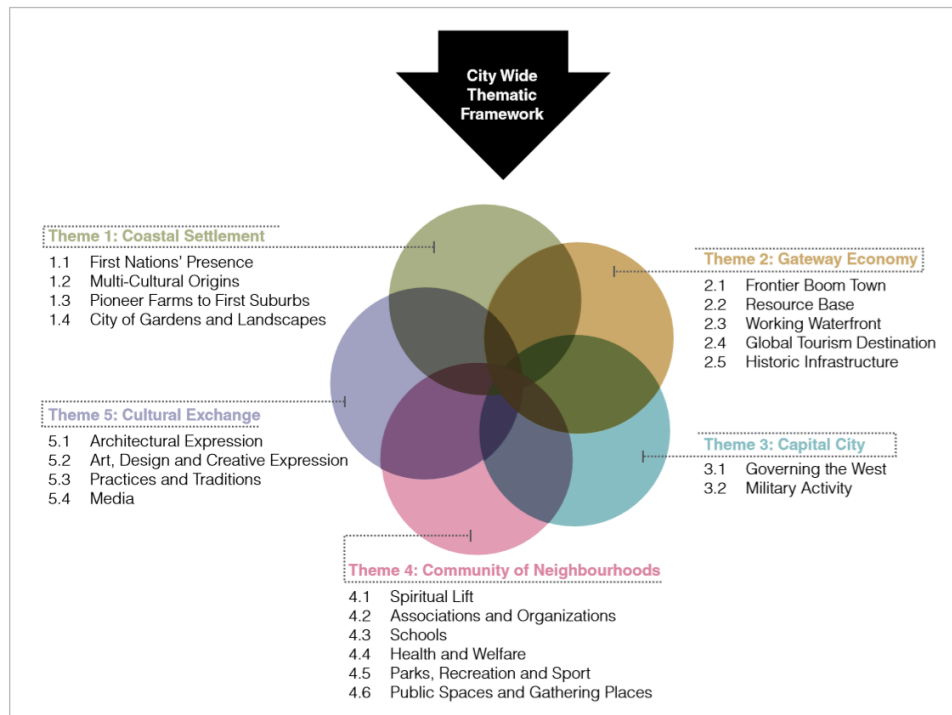 City Wide
Thematic
Framework
Theme 1: Coastal Settlement
1.1 First Nations' Presence
1.2 Multi-Cultural Origins
1.3 Pioneer Farms to First Suburbs
1.4 City of Gardens and Landscapes
Theme 2: Gateway Economy
2.1 Frontier Boom Town
2.2 Resource Base
2.3 Working Waterfront
2.4 Global Tourism Destination
2.5 Historic Infrastructure
Theme 5: Cultural Exchange
5.1 Architectural Expression
5.2 Art, Design and Creative Expression
5.3 Practices and Traditions
5.4 Media
Theme 3: Capital City
3.1 Governing the West
3.2 Military Activity
Theme 4: Community of Neighbourhoods
4.1 Spiritual Lift
4.2 Associations and Organizations
4.3 Schools
4.4 Health and Welfare
4.5 Parks, Recreation and Sport
4.6 Public Spaces and Gathering Places